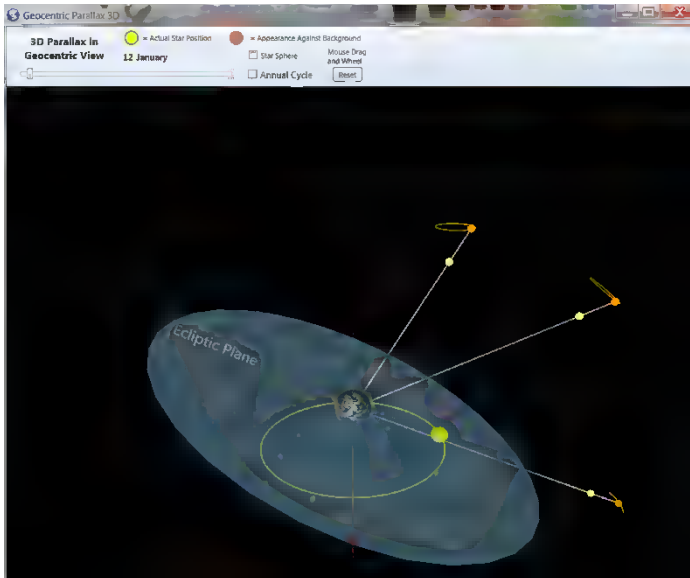 Geocentric Parallax 3D
3D Parallax in
Geocentric View
= Actual Star Position
= Appearance Against Background
12 January
Star Sphere
Mouse Drag
and Wheel
Annual Cycle
Reset
Ecliptic Plane